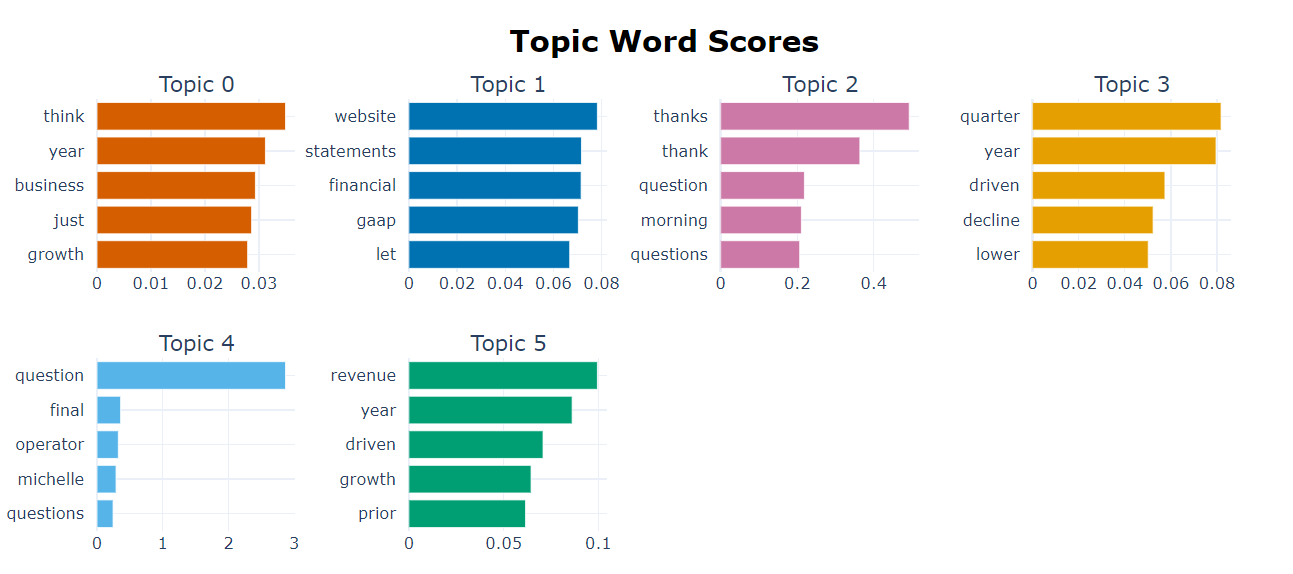 Topic Word Scores
Topic 0
think
year
business
just
growth
0 0.01 0.02 0.03
Topic 1
website
statements
financial
gaap
let
0 0.02 0.04 0.06 0.08
Topic 2
thanks
thank
question
morning
questions
0 0.2 0.4
Topic 3
quarter
year
driven
decline
lower
0 0.02 0.04 0.06 0.08
Topic 4
question
final
operator
michelle
questions
0 1 2 3
Topic 5
revenue
year
driven
growth
prior
0 0.05 0.1